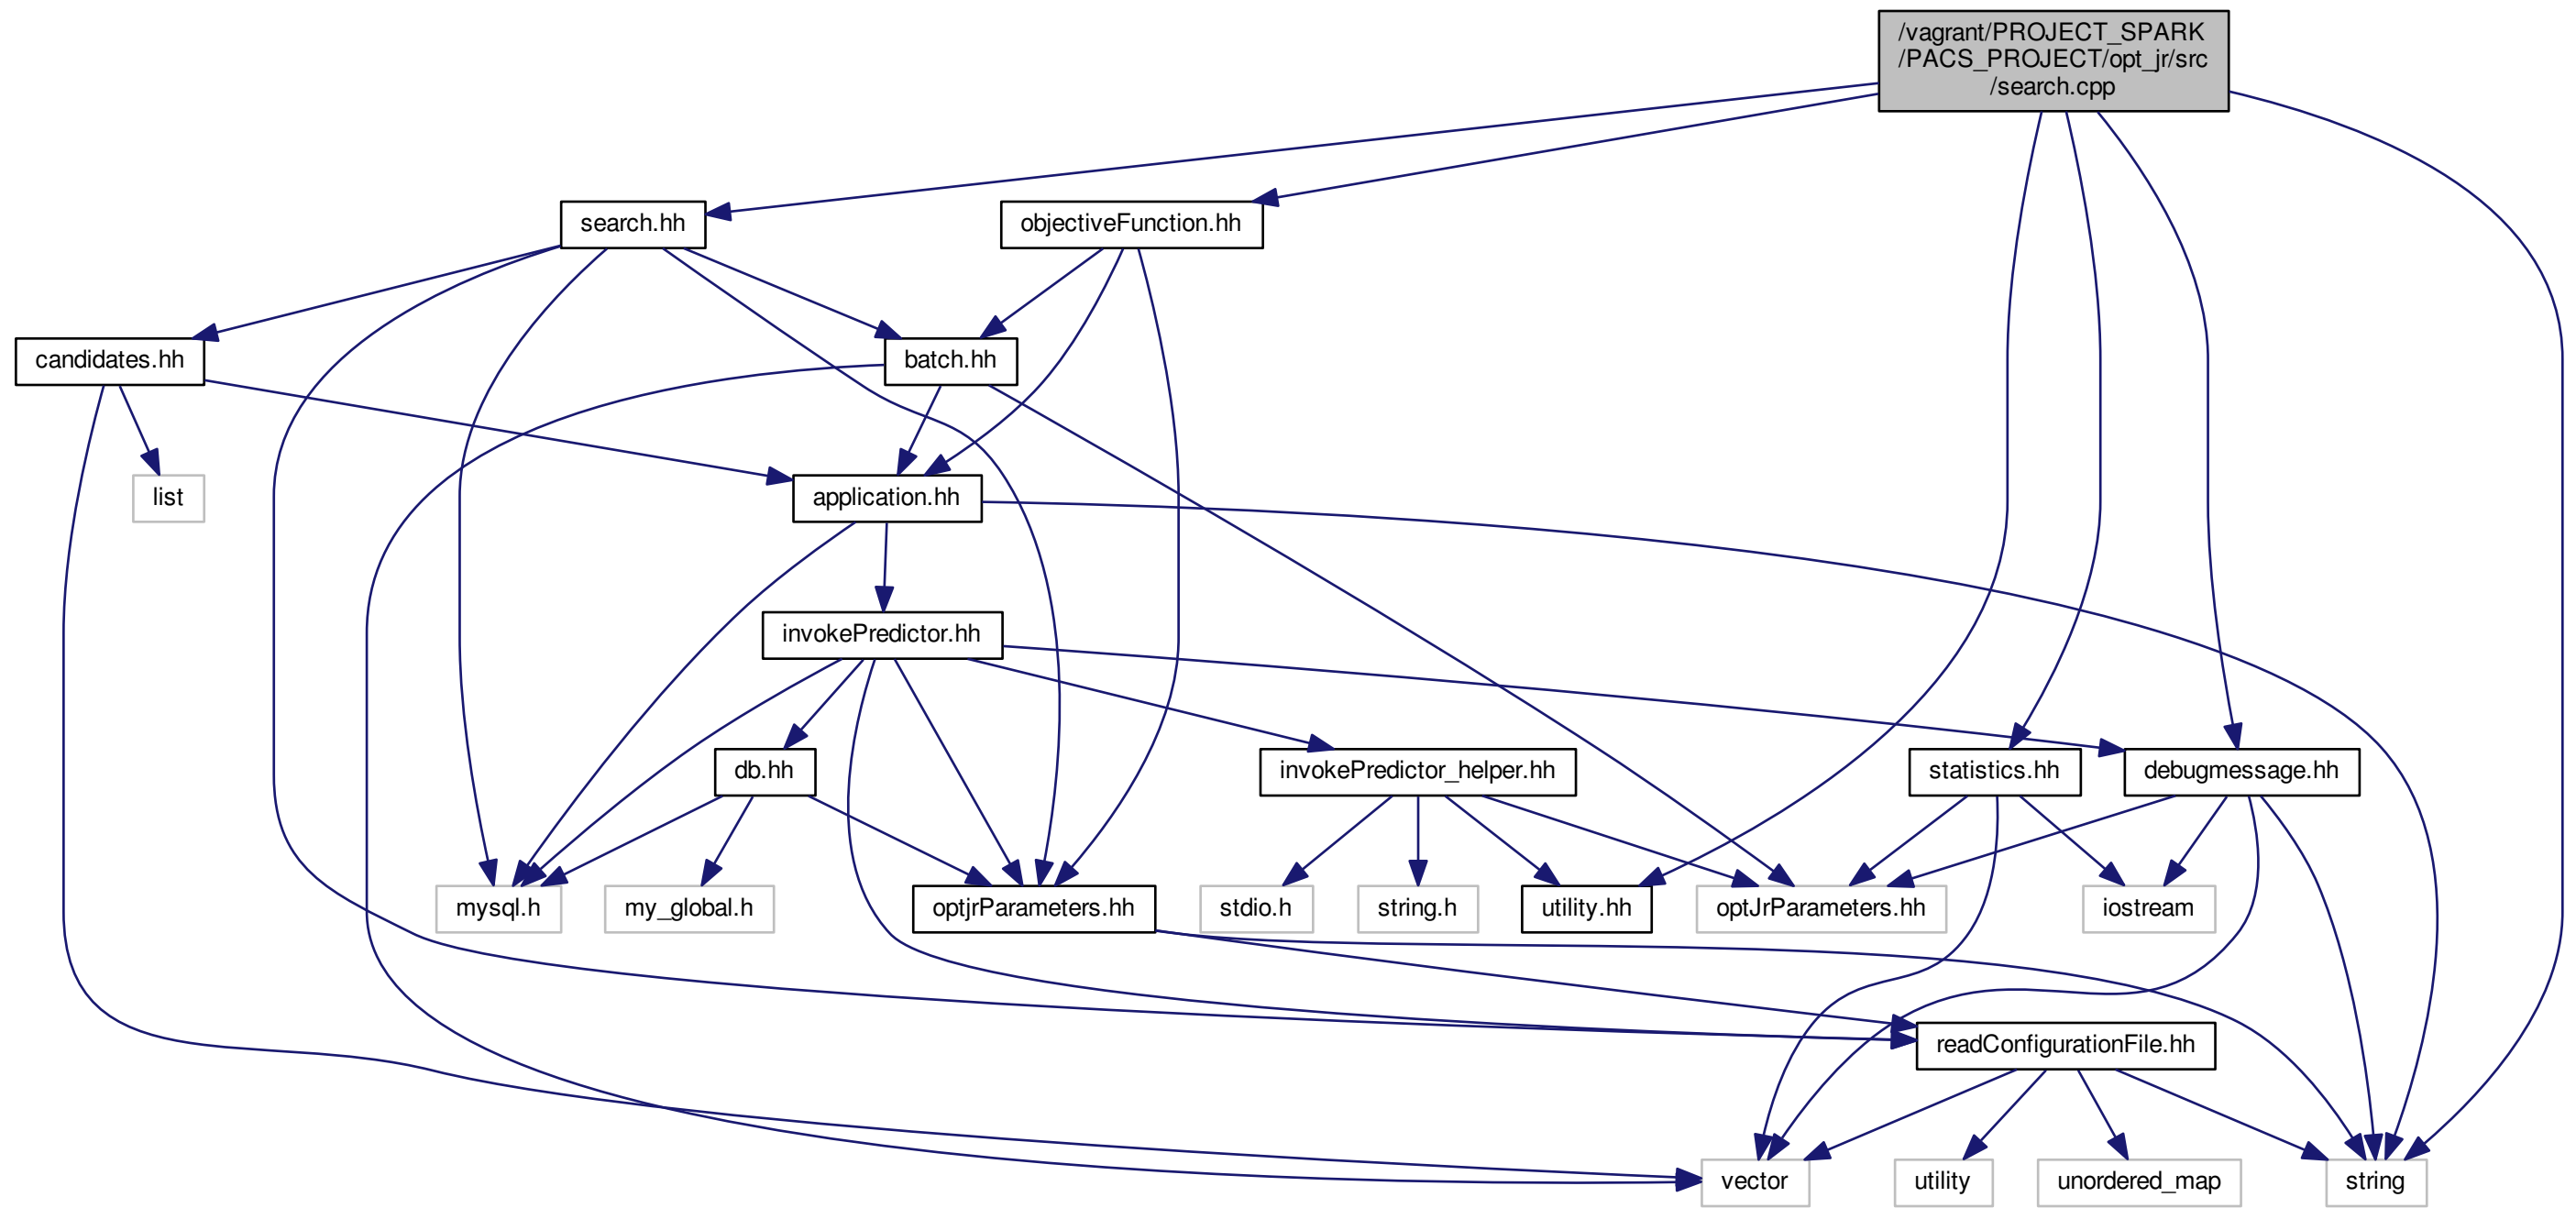 /vagrant/PROJECT_SPARK
/PACS_PROJECT/opt_jr/src
/search.cpp
search.hh
objectiveFunction.hh
candidates.hh
batch.hh
list
application.hh
invokePredictor.hh
db.hh
invokePredictor_helper.hh
statistics.hh
debugmessage.hh
mysql.h
my_global.h
optjrParameters.hh
stdio.h
string.h
utility.hh
optJrParameters.hh
iostream
readConfigurationFile.hh
vector
utility
unordered_map
string